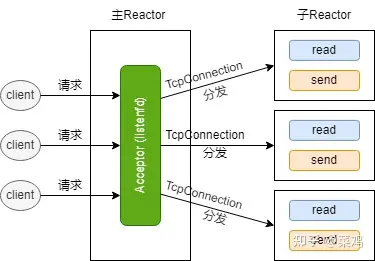 主Reactor
子Reactor
client
请求
client
请求
client
请求
Acceptor (listenfd)
TcpConnection
分发
TcpConnection
分发
TcpConnection
分发
read
send
read
send
read
send
知乎 @菜鸡